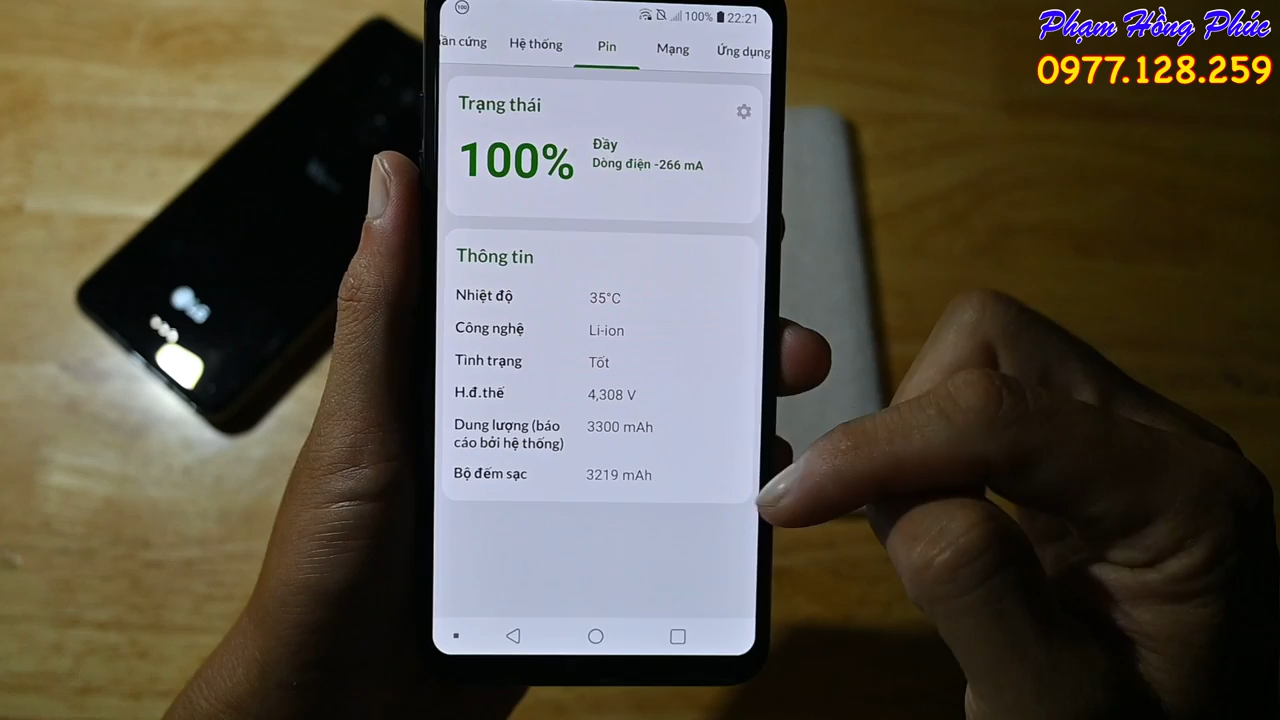 Phạm Hồng Phúc
0977.128.259
100
100% 22:21
ần cứng Hệ thống Pin Mạng Ứng dụng
Trạng thái
100%
Đầy
Dòng điện -266 mA
Thông tin
Nhiệt độ 35°C
Công nghệ Li-ion
Tình trạng Tốt
H.đ.thế 4,308 V
Dung lượng (báo
cáo bởi hệ thống) 3300 mAh
Bộ đếm sạc 3219 mAh
LG